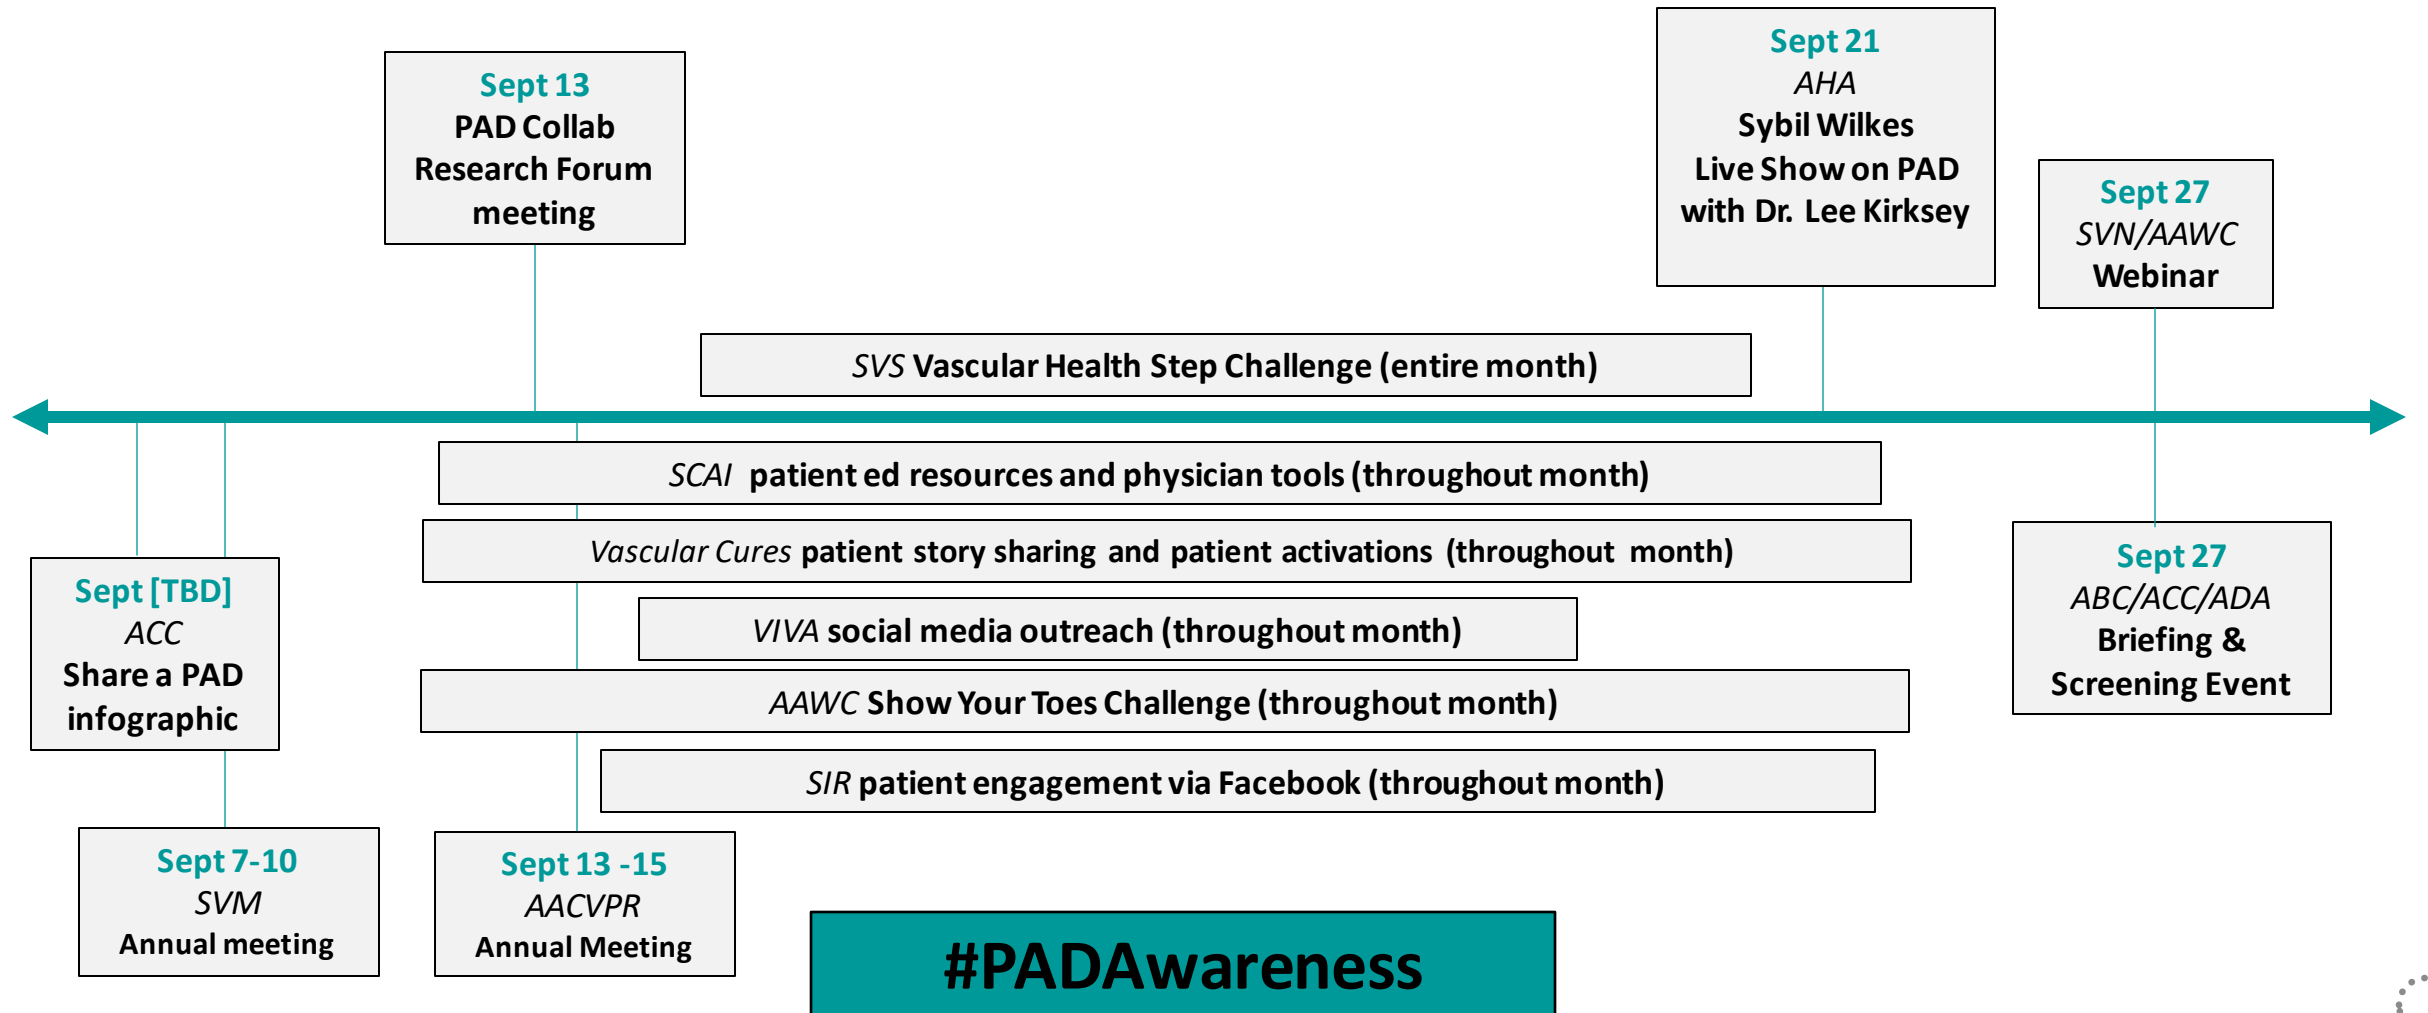 Sept 13
PAD Collab
Research Forum
meeting
Sept 21
AHA
Sybil Wilkes
Live Show on PAD
with Dr. Lee Kirksey
Sept 27
SVN/AAWC
Webinar
SVS Vascular Health Step Challenge (entire month)
SCAI patient ed resources and physician tools (throughout month)
Vascular Cures patient story sharing and patient activations (throughout month)
VIVA social media outreach (throughout month)
AAWC Show Your Toes Challenge (throughout month)
SIR patient engagement via Facebook (throughout month)
Sept [TBD]
ACC
Share a PAD
infographic
Sept 27
ABC/ACC/ADA
Briefing &
Screening Event
Sept 7-10
SVM
Annual meeting
Sept 13 -15
AACVPR
Annual Meeting
#PADAwareness